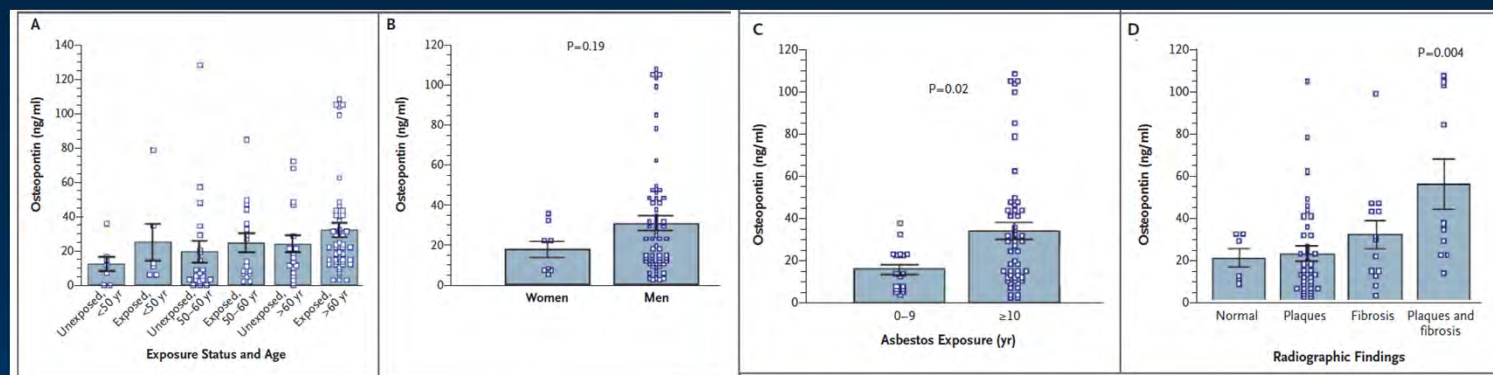 A
Osteopontin (ng/ml)
140
120
100
80
60
40
20
0
Unexposed, <50 yr
Exposed, <50 yr
Unexposed, 50–60 yr
Exposed, 50–60 yr
Unexposed, >60 yr
Exposed, >60 yr
Exposure Status and Age
B
P=0.19
Osteopontin (ng/ml)
120
100
80
60
40
20
0
Women
Men
C
P=0.02
Osteopontin (ng/ml)
120
100
80
60
40
20
0
0–9
≥10
Asbestos Exposure (yr)
D
P=0.004
Osteopontin (ng/ml)
120
100
80
60
40
20
0
Normal
Plaques
Fibrosis
Plaques and
fibrosis
Radiographic Findings